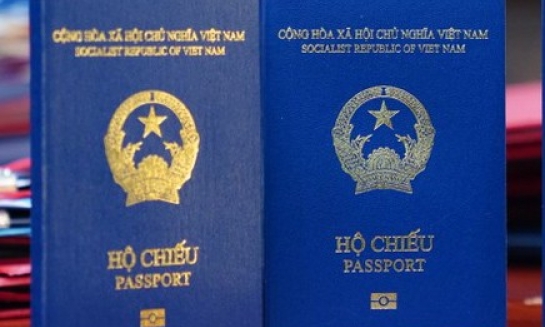 CỘNG HÒA XÃ HỘI CHỦ NGHĨA VIỆT NAM
SOCIALIST REPUBLIC OF VIET NAM
HỘ CHIẾU
PASSPORT
CỘNG HÒA XÃ HỘI CHỦ NGHĨA VIỆT NAM
SOCIALIST REPUBLIC OF VIET NAM
HỘ CHIẾU
PASSPORT